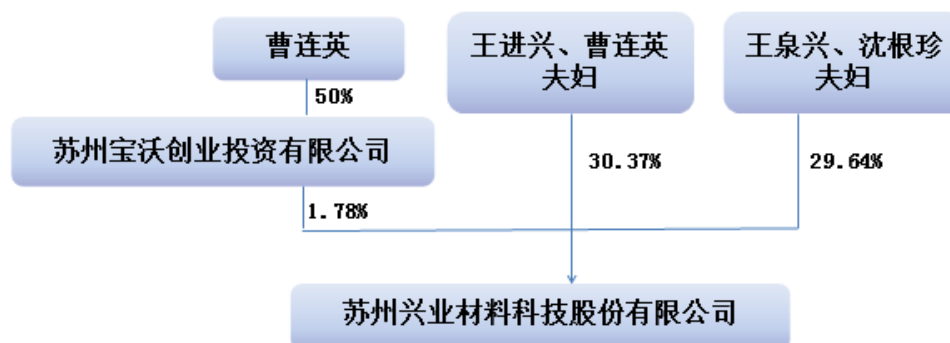 曹连英
王进兴、曹连英
夫妇
王泉兴、沈根珍
夫妇
50%
苏州宝沃创业投资有限公司
30.37%
29.64%
1.78%
苏州兴业材料科技股份有限公司